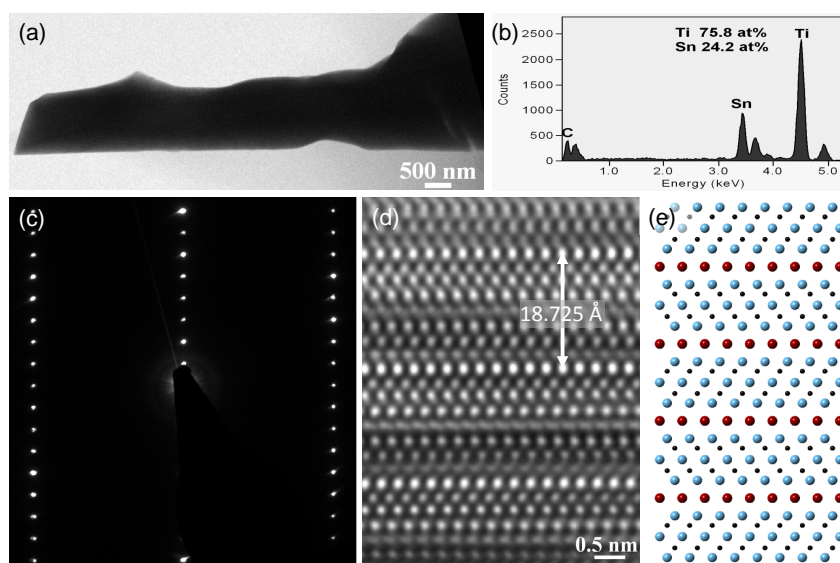 (a)
500 nm
(b)
Ti 75.8 at%
Sn 24.2 at%
Ti
Sn
C
Counts
2500
2000
1500
1000
500
0
1.0 2.0 3.0 4.0 5.0
Energy (keV)
(c)
(d)
18.725 Å
0.5 nm
(e)